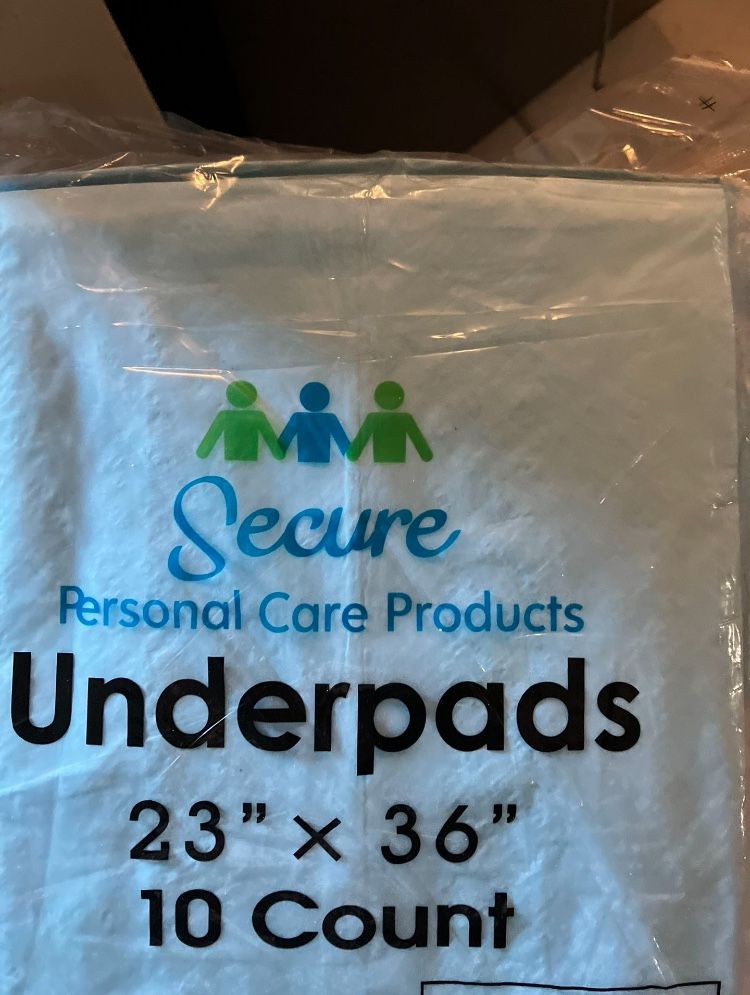 Secure
Personal Care Products
Underpads
23” × 36”
10 Count